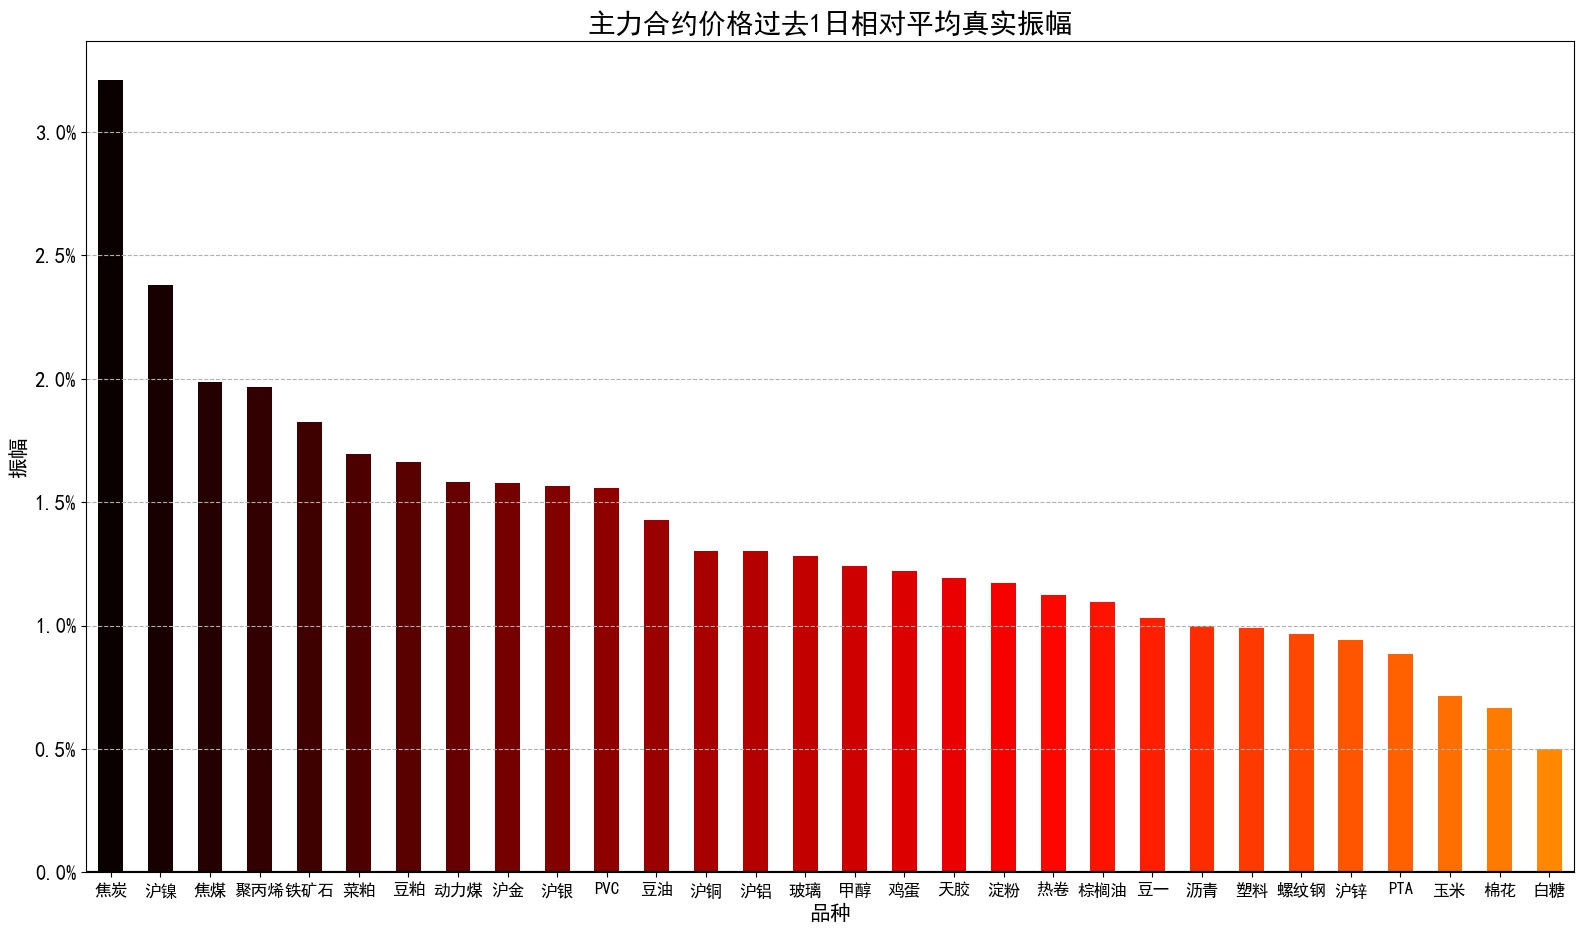 主力合约价格过去1日相对平均真实振幅
振幅
3.0%
2.5%
2.0%
1.5%
1.0%
0.5%
0.0%
焦炭 沪镍 焦煤 聚丙烯 铁矿石 菜粕 豆粕 动力煤 沪金 沪银 PVC 豆油 沪铜 沪铝 玻璃 甲醇 鸡蛋 天胶 淀粉 热卷 棕榈油 豆一 沥青 塑料 螺纹钢 沪锌 PTA 玉米 棉花 白糖
品种